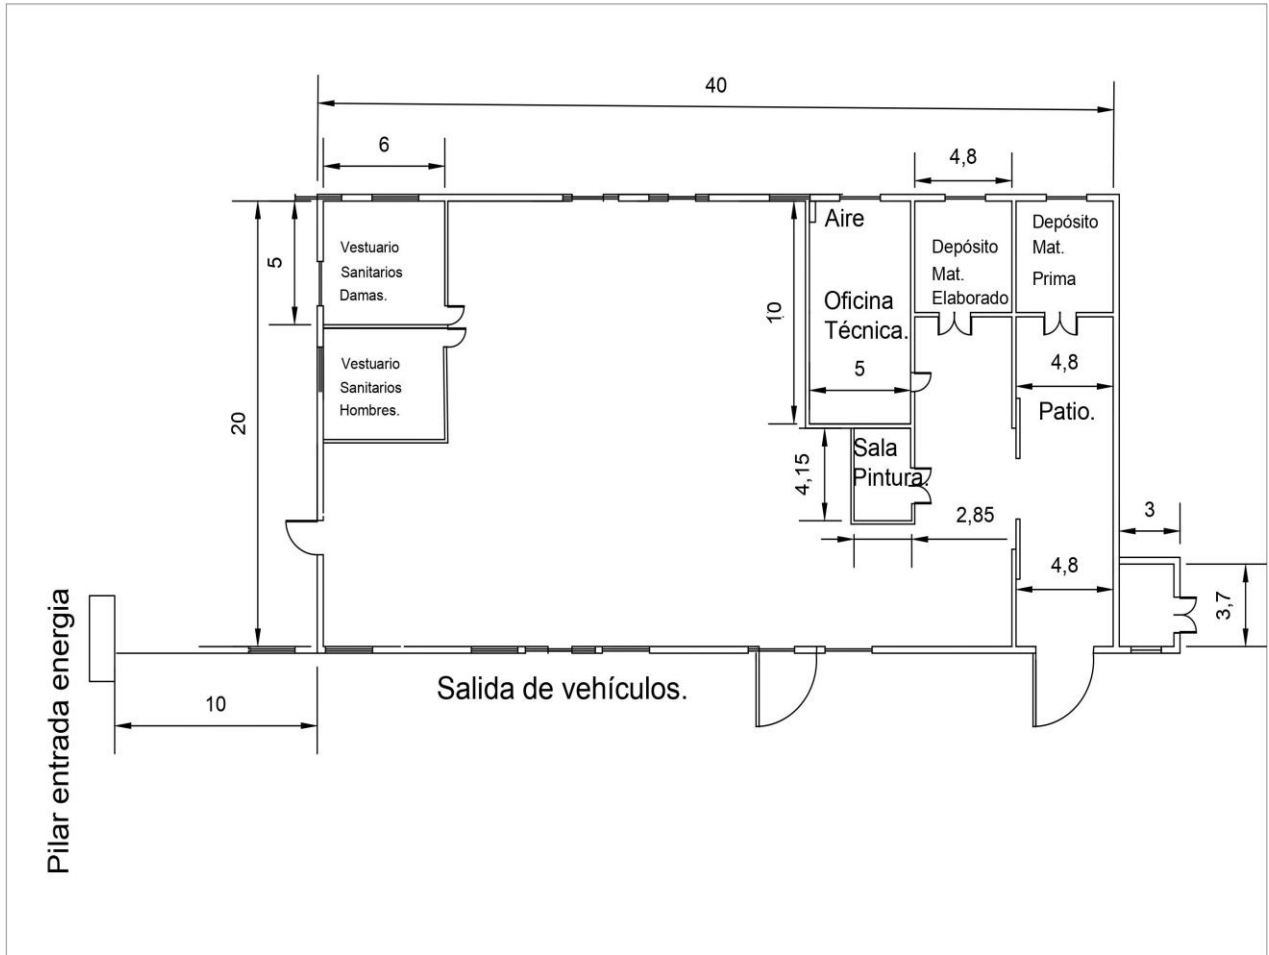 40
6
4,8
Aire
Depósito
Mat.
Prima
Vestuario
Sanitarios
Damas.
Depósito
Mat.
Elaborado
5
Oficina
Técnica.
10
Vestuario
Sanitarios
Hombres.
5
4,8
Patio.
20
Sala
Pintura.
4,15
2,85
3
4,8
3,7
Salida de vehículos.
10
Pilar entrada energia